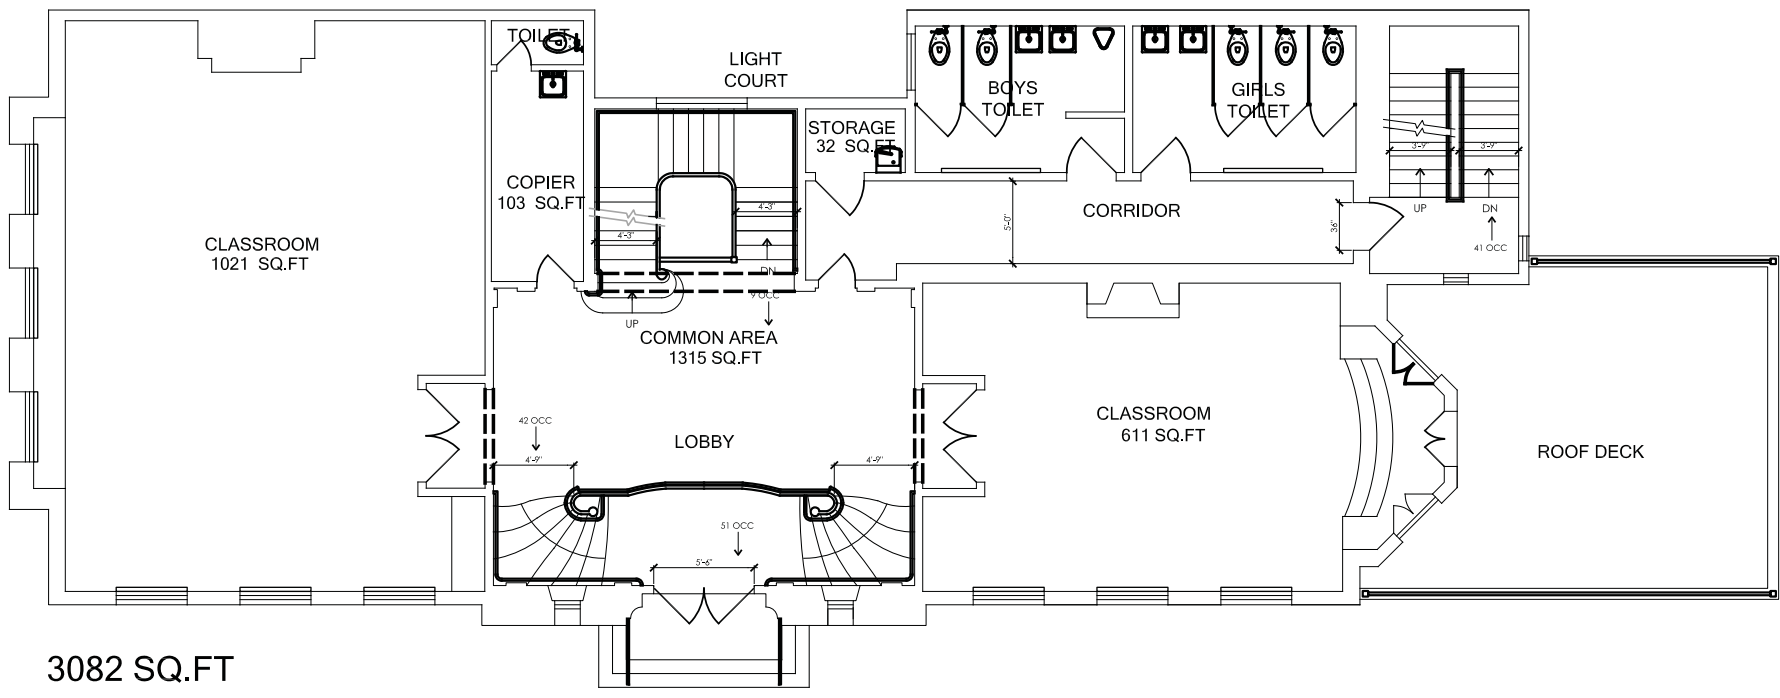 TOILET
LIGHT
COURT
BOYS
TOILET
GIRLS
TOILET
STORAGE
32 SQ.FT
3'-9"
3'-9"
COPIER
103 SQ.FT
4'-3"
4'-3"
UP
DN
CORRIDOR
5'-0"
36"
41 OCC
CLASSROOM
1021 SQ.FT
DN
9 OCC
UP
COMMON AREA
1315 SQ.FT
CLASSROOM
611 SQ.FT
42 OCC
LOBBY
ROOF DECK
4'-9"
4'-9"
51 OCC
5'-6"
3082 SQ.FT